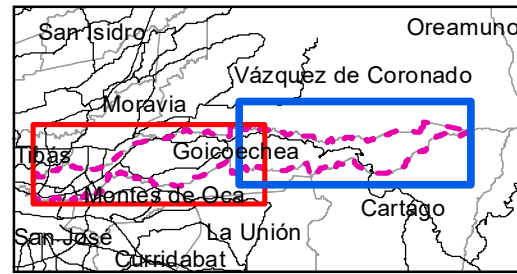 San Isidro
Oreamuno
Vázquez de Coronado
Moravia
Tibás
Goicoechea
Montes de Oca
Cartago
San José
La Unión
Curridabat